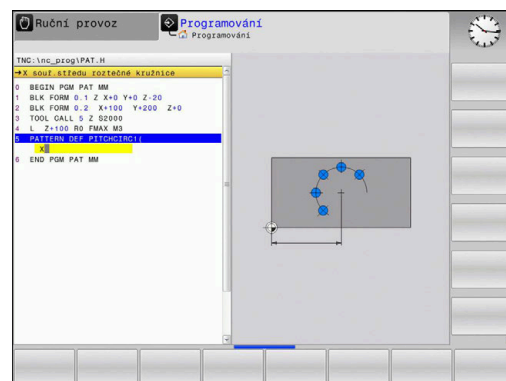 Ruční provoz
Programování
Programování
TNC:\nc_prog\PAT.H
→X souř.středu roztečné kružnice
0 BEGIN PGM PAT MM
1 BLK FORM 0.1 Z X+0 Y+0 Z-20
2 BLK FORM 0.2 X+100 Y+200 Z+0
3 TOOL CALL 5 Z S2000
4 L Z+100 R0 FMAX M3
5 PATTERN DEF PITCHCIRC1(
X
6 END PGM PAT MM